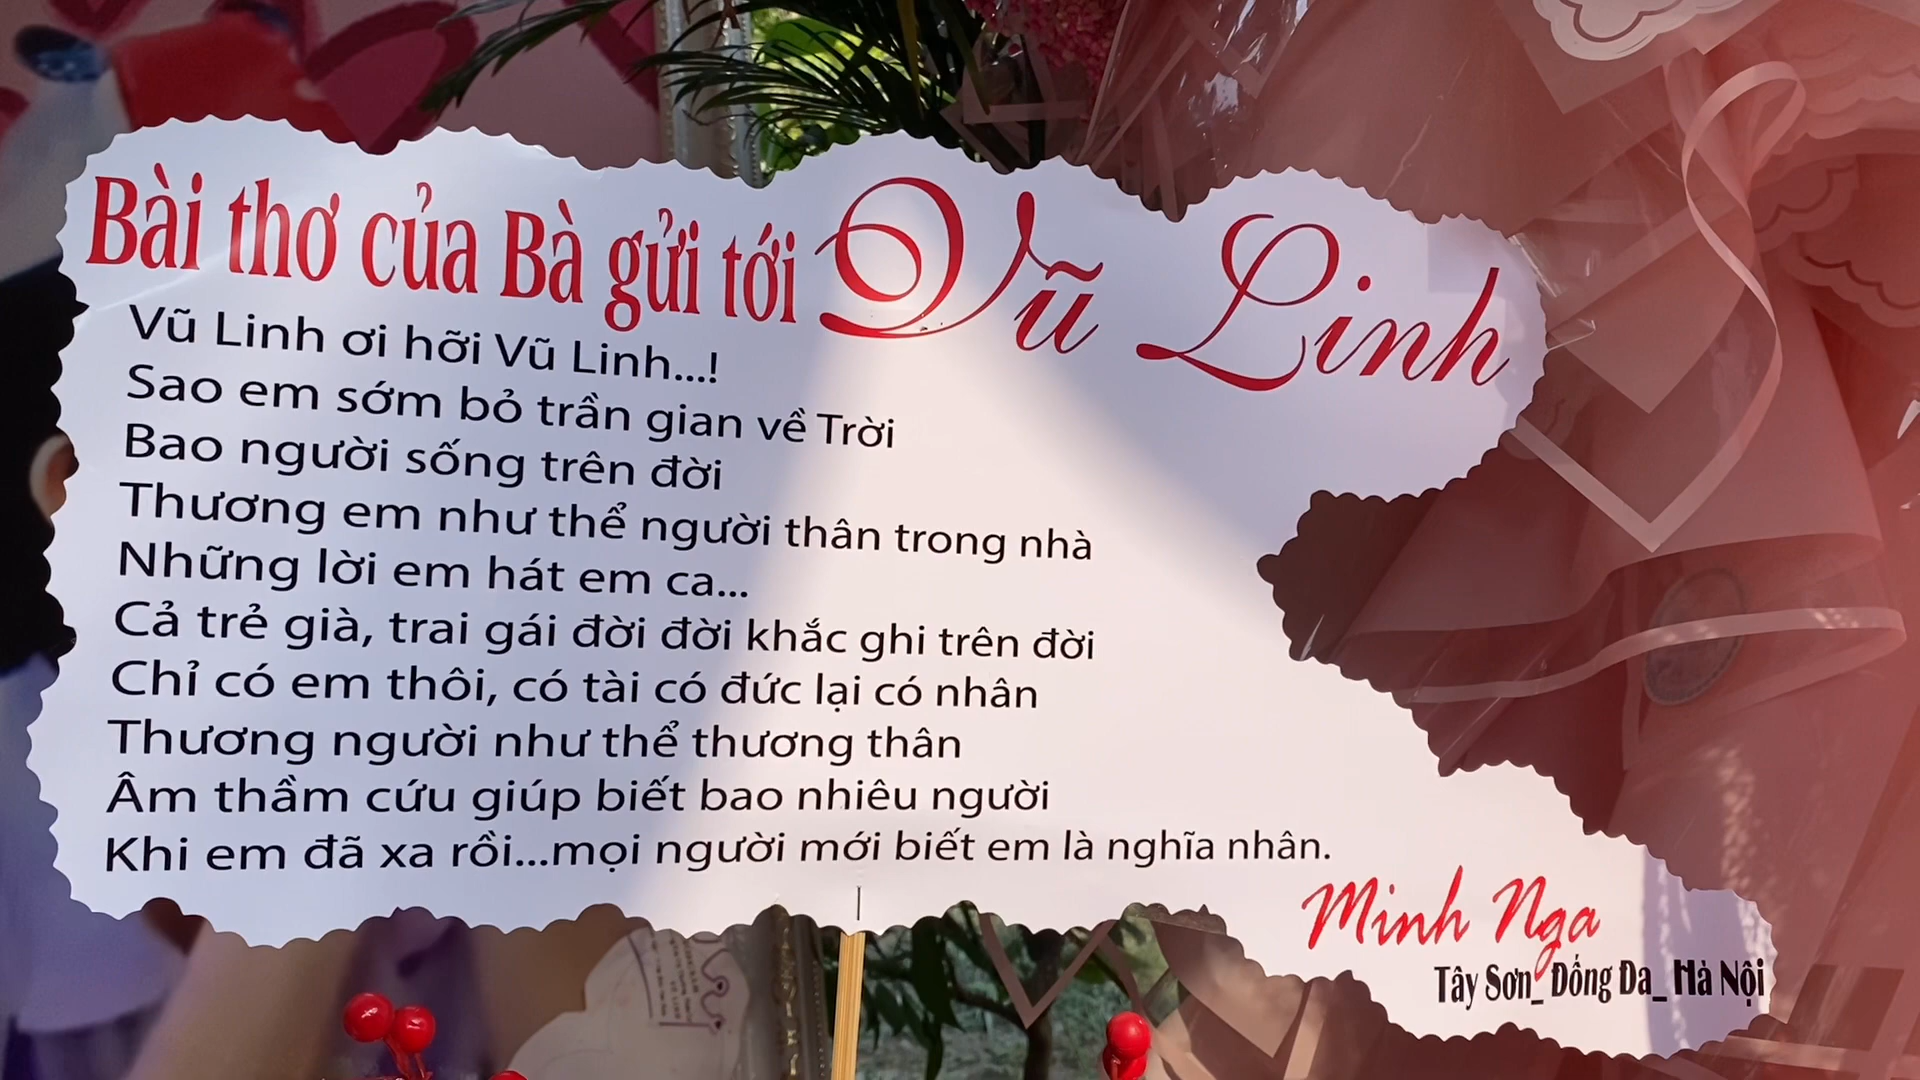 Bài thơ của Bà gửi tới Vũ Linh
Vũ Linh ơi hỡi Vũ Linh...!
Sao em sớm bỏ trần gian về Trời
Bao người sống trên đời
Thương em như thể người thân trong nhà
Những lời em hát em ca...
Cả trẻ già, trai gái đời đời khắc ghi trên đời
Chỉ có em thôi, có tài có đức lại có nhân
Thương người như thể thương thân
Âm thầm cứu giúp biết bao nhiêu người
Khi em đã xa rồi...mọi người mới biết em là nghĩa nhân.
Minh Nga
Tây Sơn_ Đống Đa_ Hà Nội